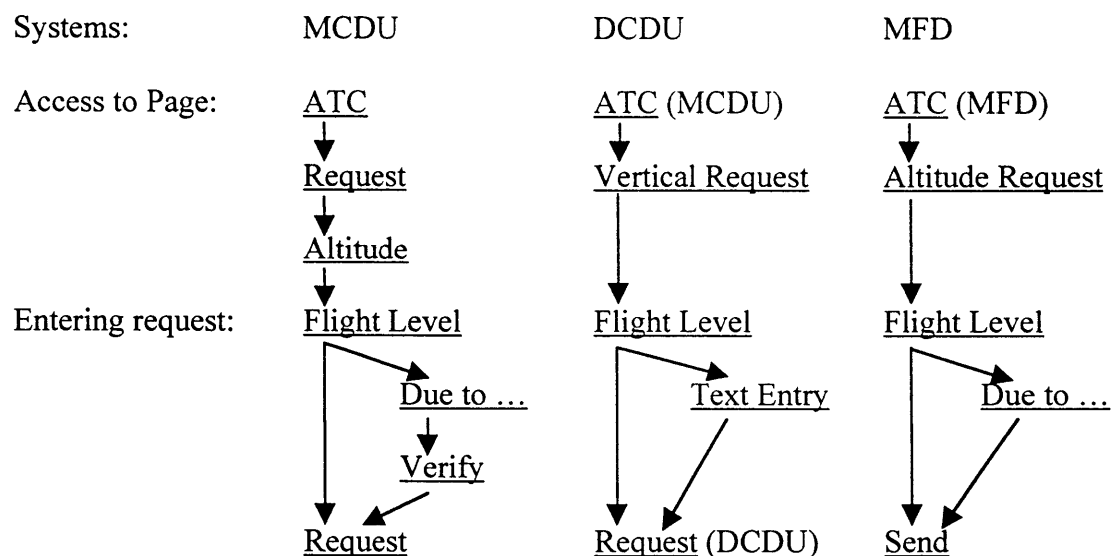 Systems: MCDU DCDU MFD
Access to Page: ATC ATC (MCDU) ATC (MFD)
Request Vertical Request Altitude Request
Altitude
Entering request: Flight Level Flight Level Flight Level
Due to ... Text Entry Due to ...
Verify
Request Request (DCDU) Send